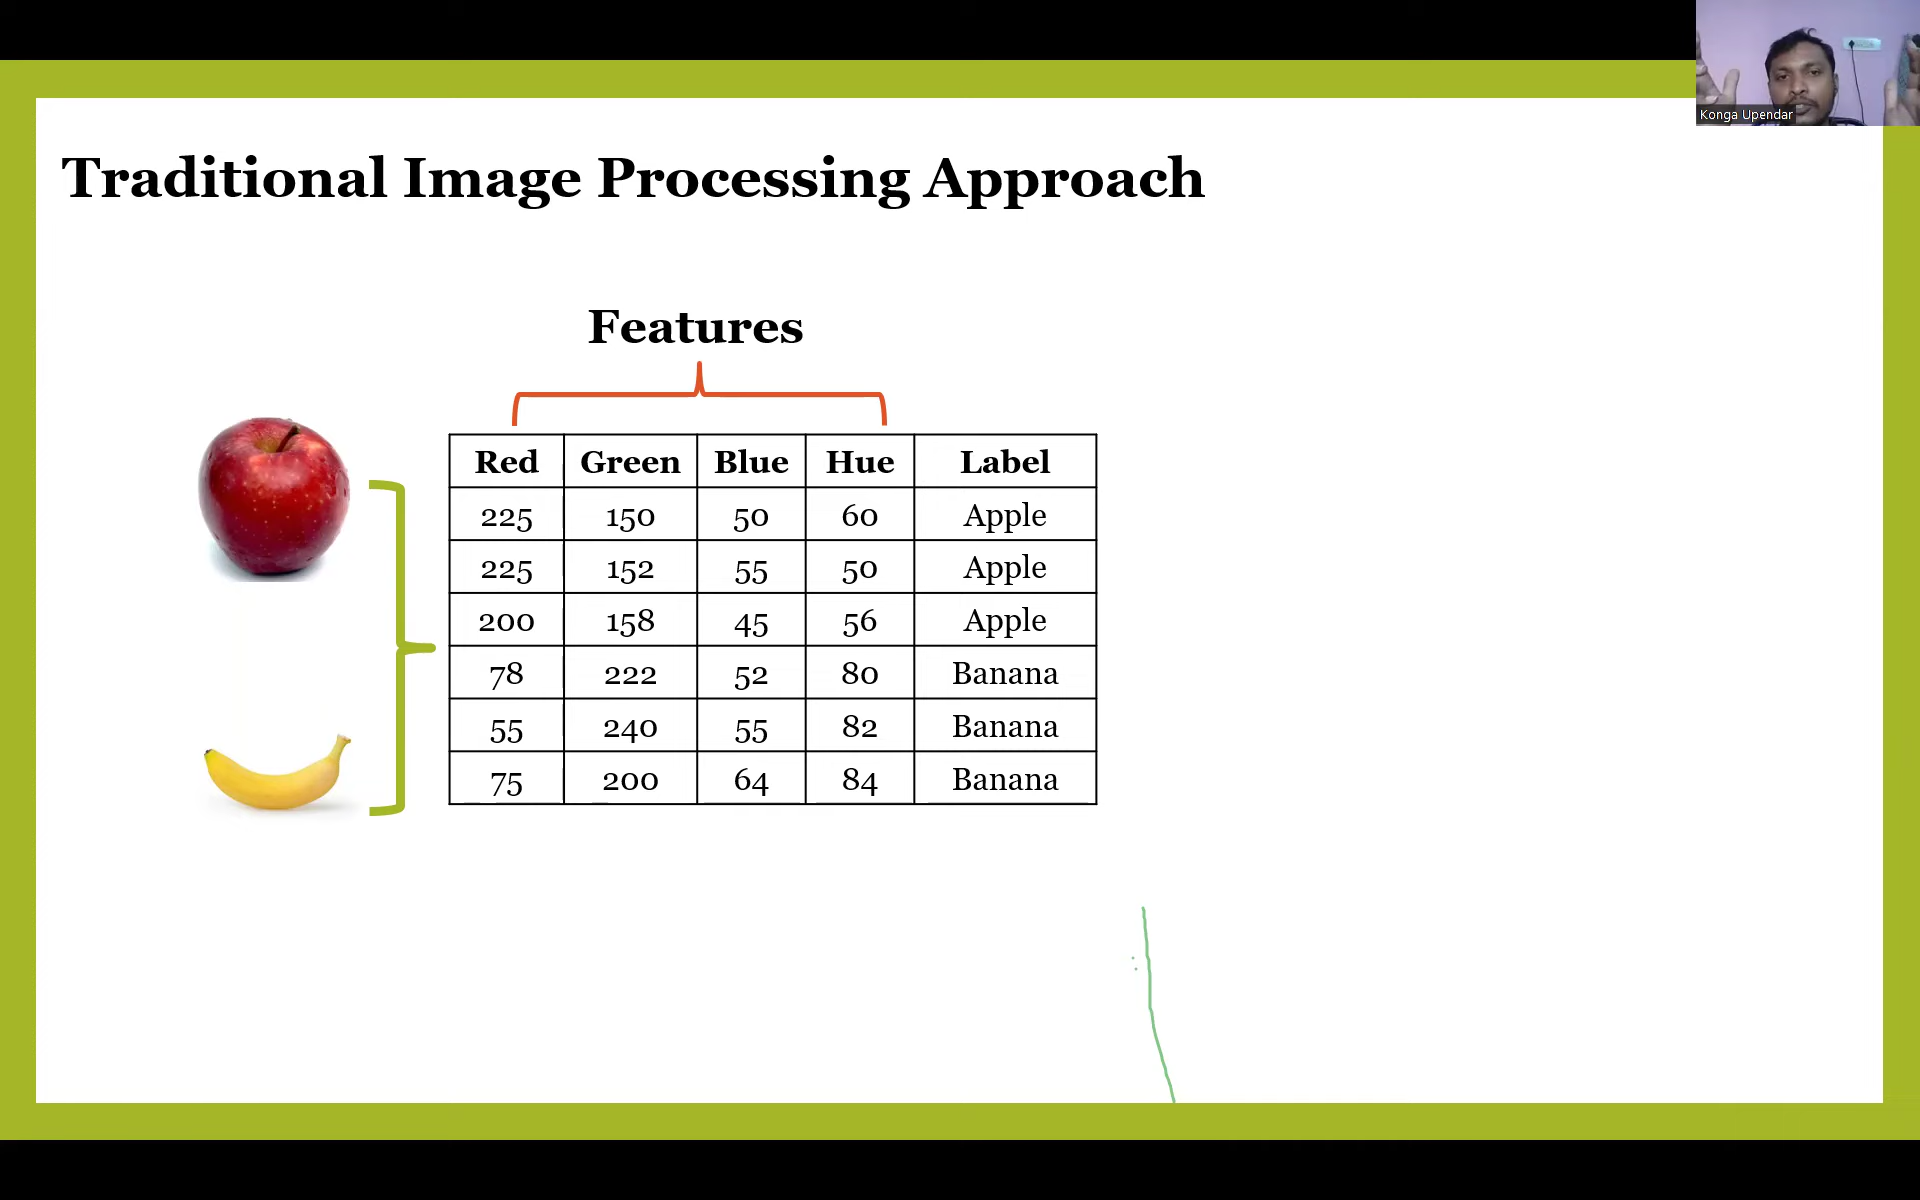 Konga Upendar
Traditional Image Processing Approach
Features
Red Green Blue Hue Label
225 150 50 60 Apple
225 152 55 50 Apple
200 158 45 56 Apple
78 222 52 80 Banana
55 240 55 82 Banana
75 200 64 84 Banana